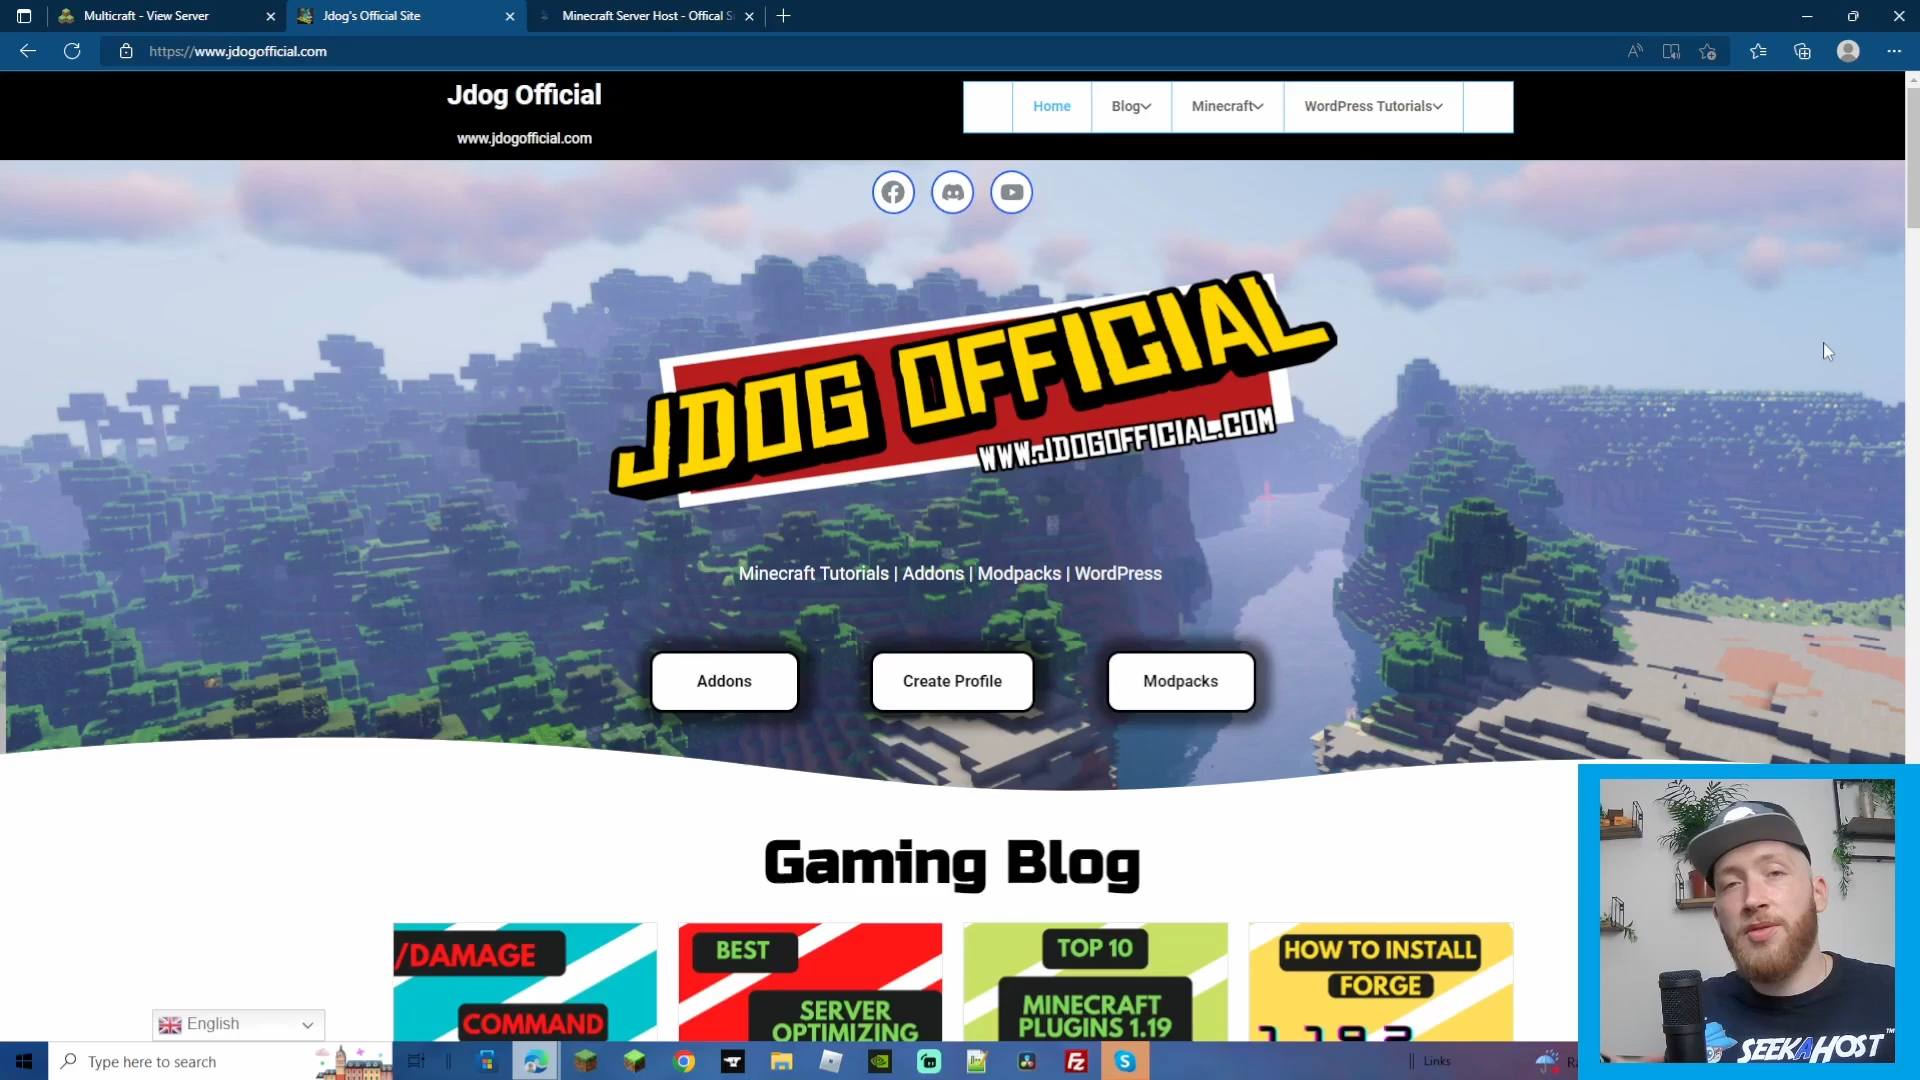 Multicraft - View Server
Jdog's Official Site
Minecraft Server Host - Offical S
https://www.jdogofficial.com
Jdog Official
www.jdogofficial.com
Home
Blog
Minecraft
WordPress Tutorials
JDOG OFFICIAL
WWW.JDOGOFFICIAL.COM
Minecraft Tutorials | Addons | Modpacks | WordPress
Addons
Create Profile
Modpacks
Gaming Blog
/DAMAGE
COMMAND
BEST
SERVER
OPTIMIZING
TOP 10
MINECRAFT
PLUGINS 1.19
HOW TO INSTALL
FORGE
English
SEEKAHOST™
Type here to search
Links